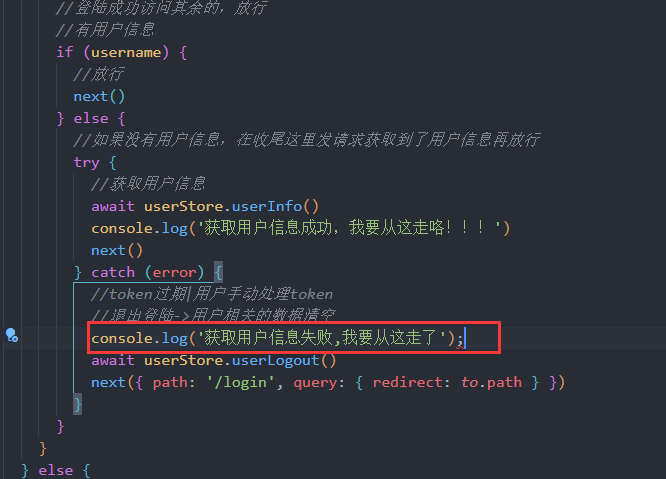 //登陆成功访问其余的，放行
//有用户信息
if (username) {
//放行
next()
} else {
//如果没有用户信息，在收尾这里发请求获取到了用户信息再放行
try {
//获取用户信息
await userStore.userInfo()
console.log('获取用户信息成功，我要从这走咯！！！')
next()
} catch (error) {
//token过期|用户手动处理token
//退出登陆->用户相关的数据清空
console.log('获取用户信息失败,我要从这走了');
await userStore.userLogout()
next({ path: '/login', query: { redirect: to.path } })
}
}
}
} else {